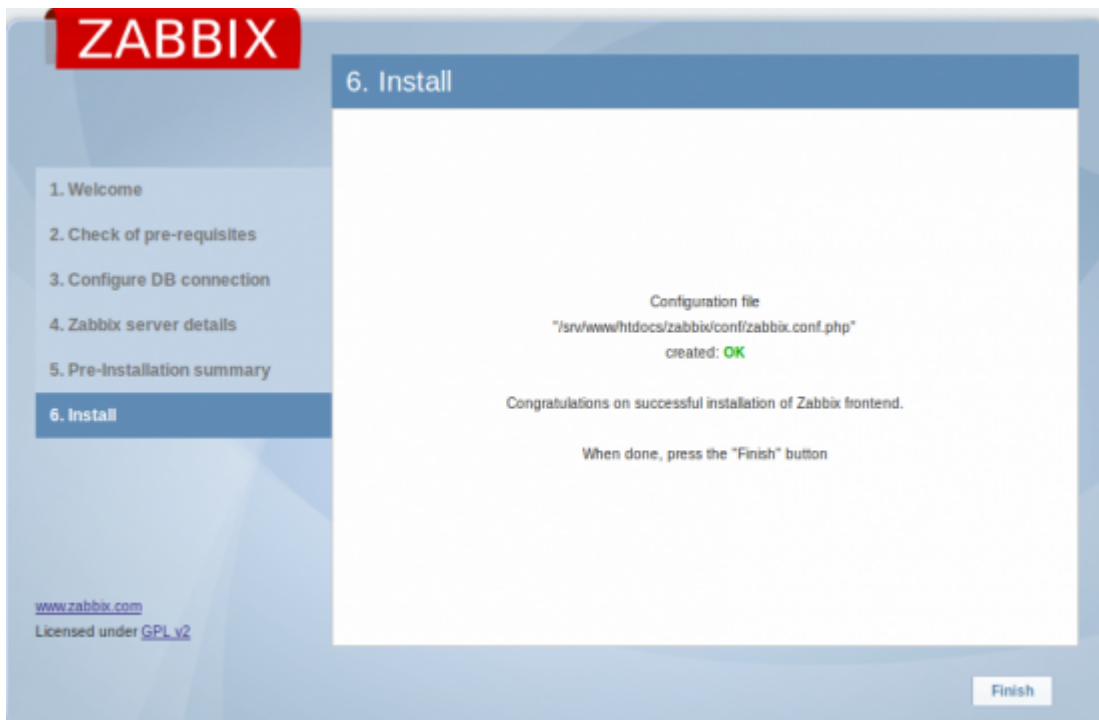 ZABBIX
6. Install
1. Welcome
2. Check of pre-requisites
3. Configure DB connection
4. Zabbix server details
5. Pre-Installation summary
6. Install
Configuration file
"/srv/www/htdocs/zabbix/conf/zabbix.conf.php"
created: OK
Congratulations on successful installation of Zabbix frontend.
When done, press the "Finish" button
www.zabbix.com
Licensed under GPL v2
Finish